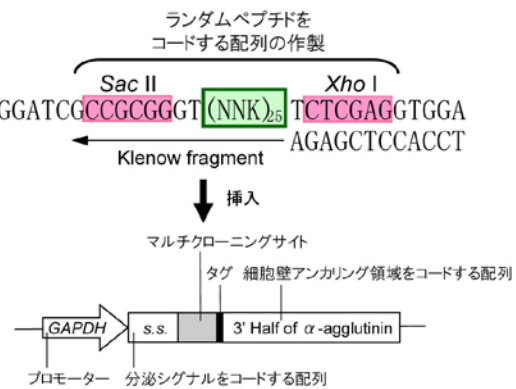 ランダムペプチドを
コードする配列の作製
Sac II
Xho I
GGATCGCCGCGGGT(NNK)25TCTCGAGGTGGA
AGAGCTCCACCT
Klenow fragment
挿入
マルチクローニングサイト
タグ 細胞壁アンカリング領域をコードする配列
GAPDH s.s. 3' Half of α-agglutinin
プロモーター 分泌シグナルをコードする配列